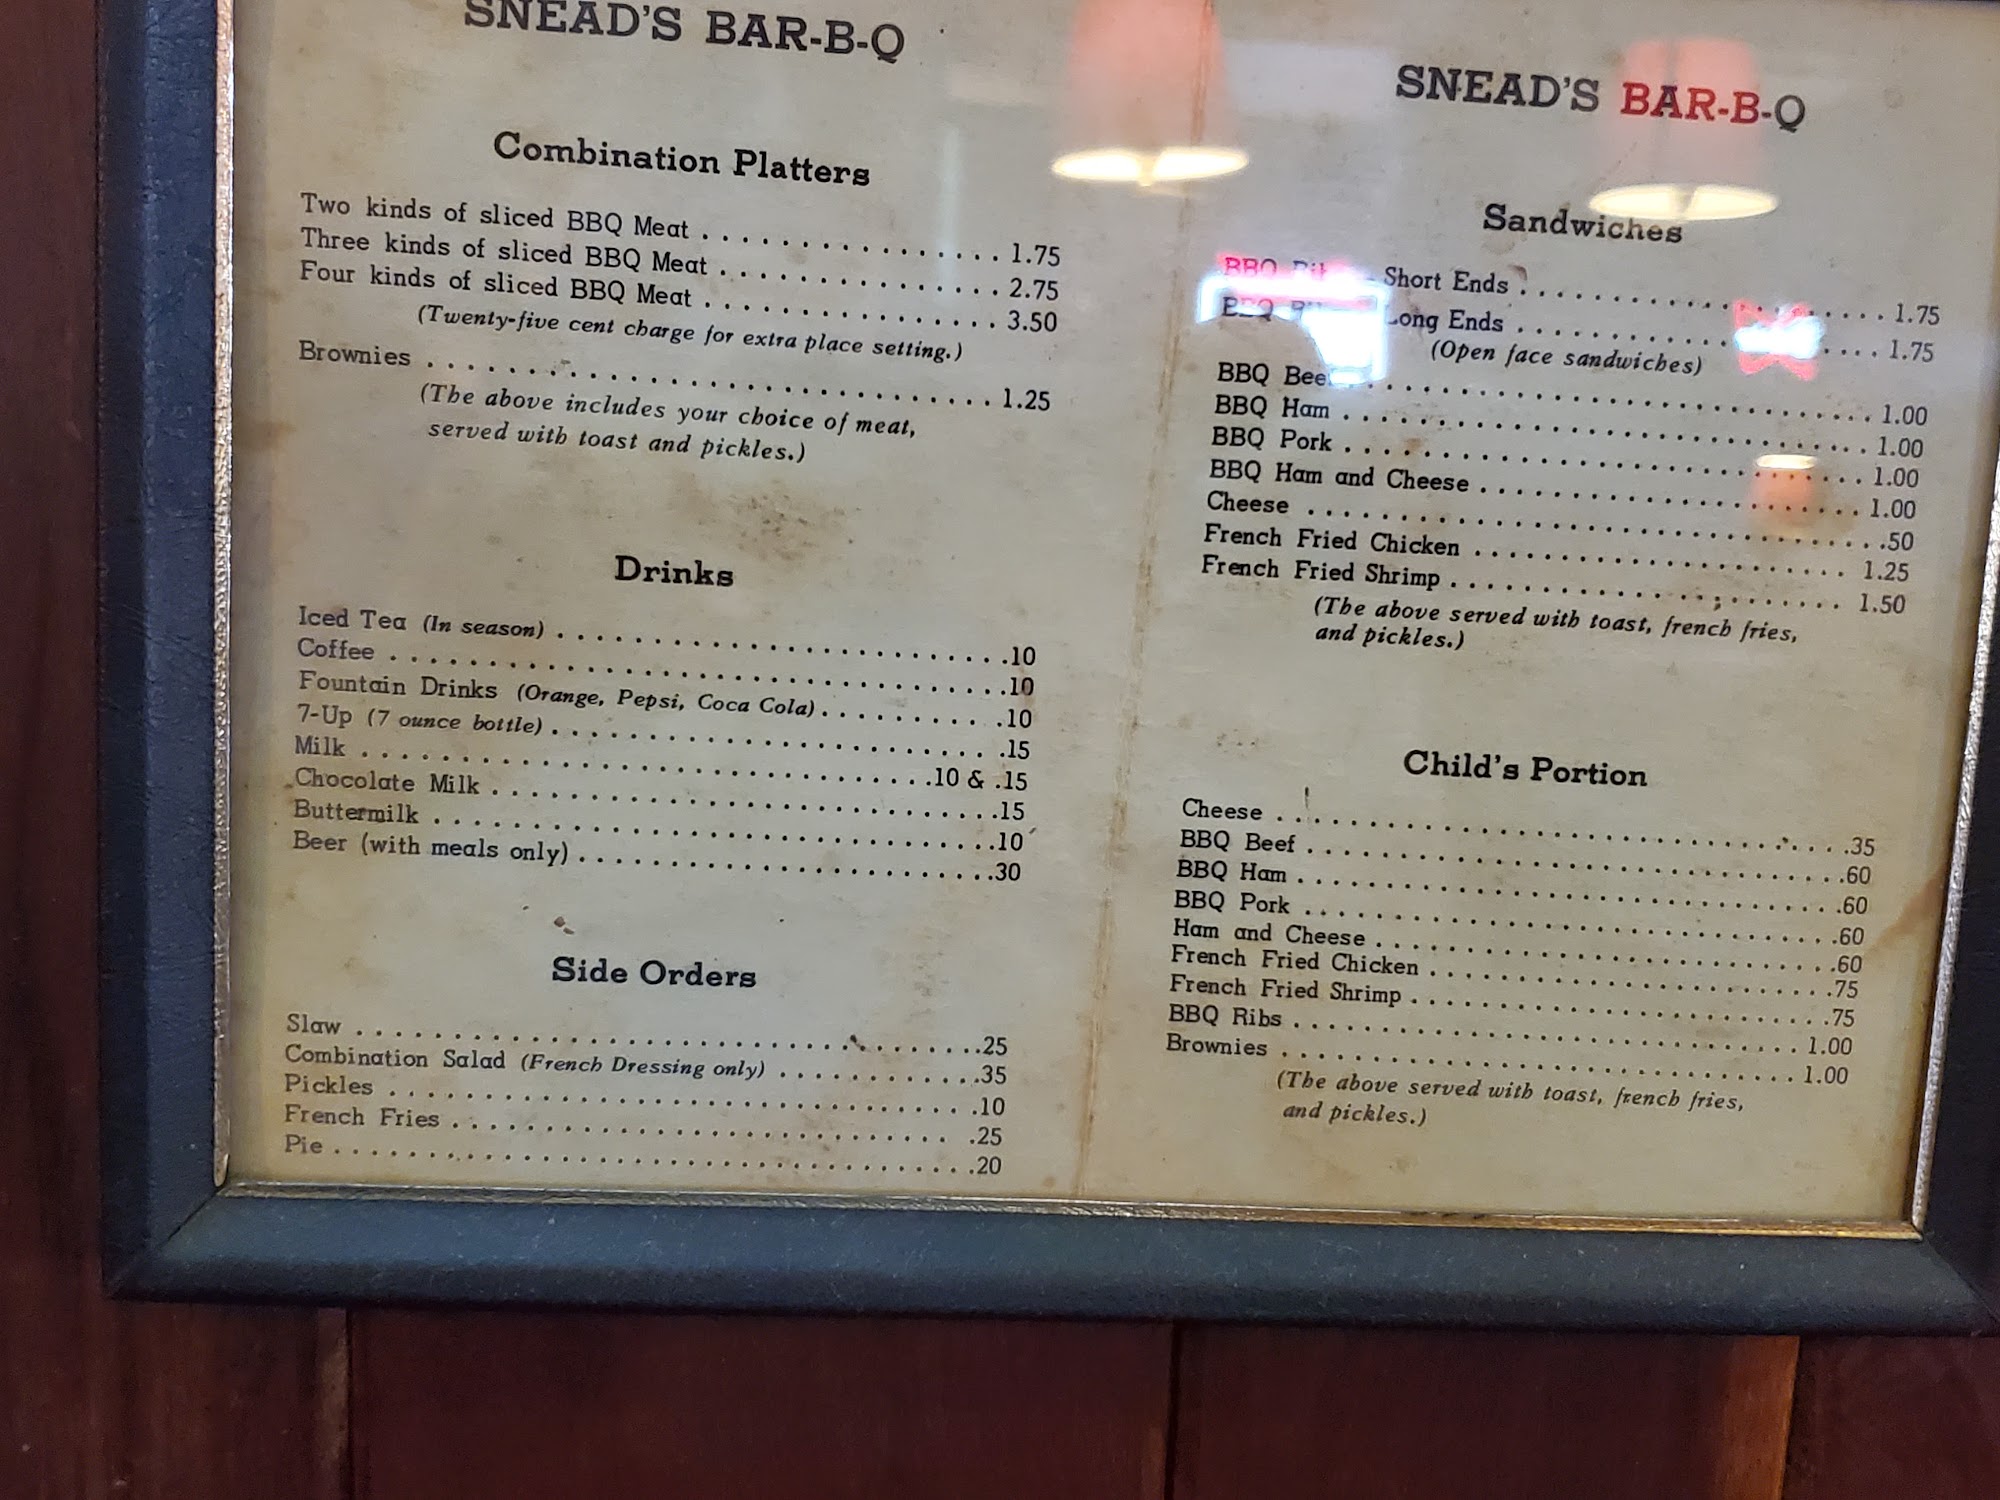 SNEAD'S BAR-B-Q
Combination Platters
Two kinds of sliced BBQ Meat . . . . . . . . . . . . . . . 1.75
Three kinds of sliced BBQ Meat . . . . . . . . . . . . . . 2.75
Four kinds of sliced BBQ Meat . . . . . . . . . . . . . . . 3.50
(Twenty-five cent charge for extra place setting.)
Brownies . . . . . . . . . . . . . . . . . . . . . . . . . . . . . 1.25
(The above includes your choice of meat,
served with toast and pickles.)
Drinks
Iced Tea (In season) . . . . . . . . . . . . . . . . . . . . . . . .10
Coffee . . . . . . . . . . . . . . . . . . . . . . . . . . . . . . . .10
Fountain Drinks (Orange, Pepsi, Coca Cola) . . . . . . . . . .10
7-Up (7 ounce bottle) . . . . . . . . . . . . . . . . . . . . . . . .15
Milk . . . . . . . . . . . . . . . . . . . . . . . . . . . . . .10 & .15
Chocolate Milk . . . . . . . . . . . . . . . . . . . . . . . . . . .15
Buttermilk . . . . . . . . . . . . . . . . . . . . . . . . . . . . . .10
Beer (with meals only) . . . . . . . . . . . . . . . . . . . . . . .30
Side Orders
Slaw . . . . . . . . . . . . . . . . . . . . . . . . . . . . . . . . .25
Combination Salad (French Dressing only) . . . . . . . . . . .35
Pickles . . . . . . . . . . . . . . . . . . . . . . . . . . . . . . . .10
French Fries . . . . . . . . . . . . . . . . . . . . . . . . . . . .25
Pie . . . . . . . . . . . . . . . . . . . . . . . . . . . . . . . . . .20
SNEAD'S BAR-B-Q
Sandwiches
BBQ Short Ends . . . . . . . . . . . . . . . . . . . . 1.75
BBQ Long Ends . . . . . . . . . . . . . . . . . . . . 1.75
(Open face sandwiches)
BBQ Beef . . . . . . . . . . . . . . . . . . . . . . . . . . 1.00
BBQ Ham . . . . . . . . . . . . . . . . . . . . . . . . . . 1.00
BBQ Pork . . . . . . . . . . . . . . . . . . . . . . . . . . 1.00
BBQ Ham and Cheese . . . . . . . . . . . . . . . . . . . 1.00
Cheese . . . . . . . . . . . . . . . . . . . . . . . . . . . . .50
French Fried Chicken . . . . . . . . . . . . . . . . . . . 1.25
French Fried Shrimp . . . . . . . . . . . . . . . . . . . . 1.50
(The above served with toast, french fries,
and pickles.)
Child's Portion
Cheese . . . . . . . . . . . . . . . . . . . . . . . . . . . . .35
BBQ Beef . . . . . . . . . . . . . . . . . . . . . . . . . . . .60
BBQ Ham . . . . . . . . . . . . . . . . . . . . . . . . . . . .60
BBQ Pork . . . . . . . . . . . . . . . . . . . . . . . . . . . .60
Ham and Cheese . . . . . . . . . . . . . . . . . . . . . . . .60
French Fried Chicken . . . . . . . . . . . . . . . . . . . . .75
French Fried Shrimp . . . . . . . . . . . . . . . . . . . . . .75
BBQ Ribs . . . . . . . . . . . . . . . . . . . . . . . . . . 1.00
Brownies . . . . . . . . . . . . . . . . . . . . . . . . . . 1.00
(The above served with toast, french fries,
and pickles.)